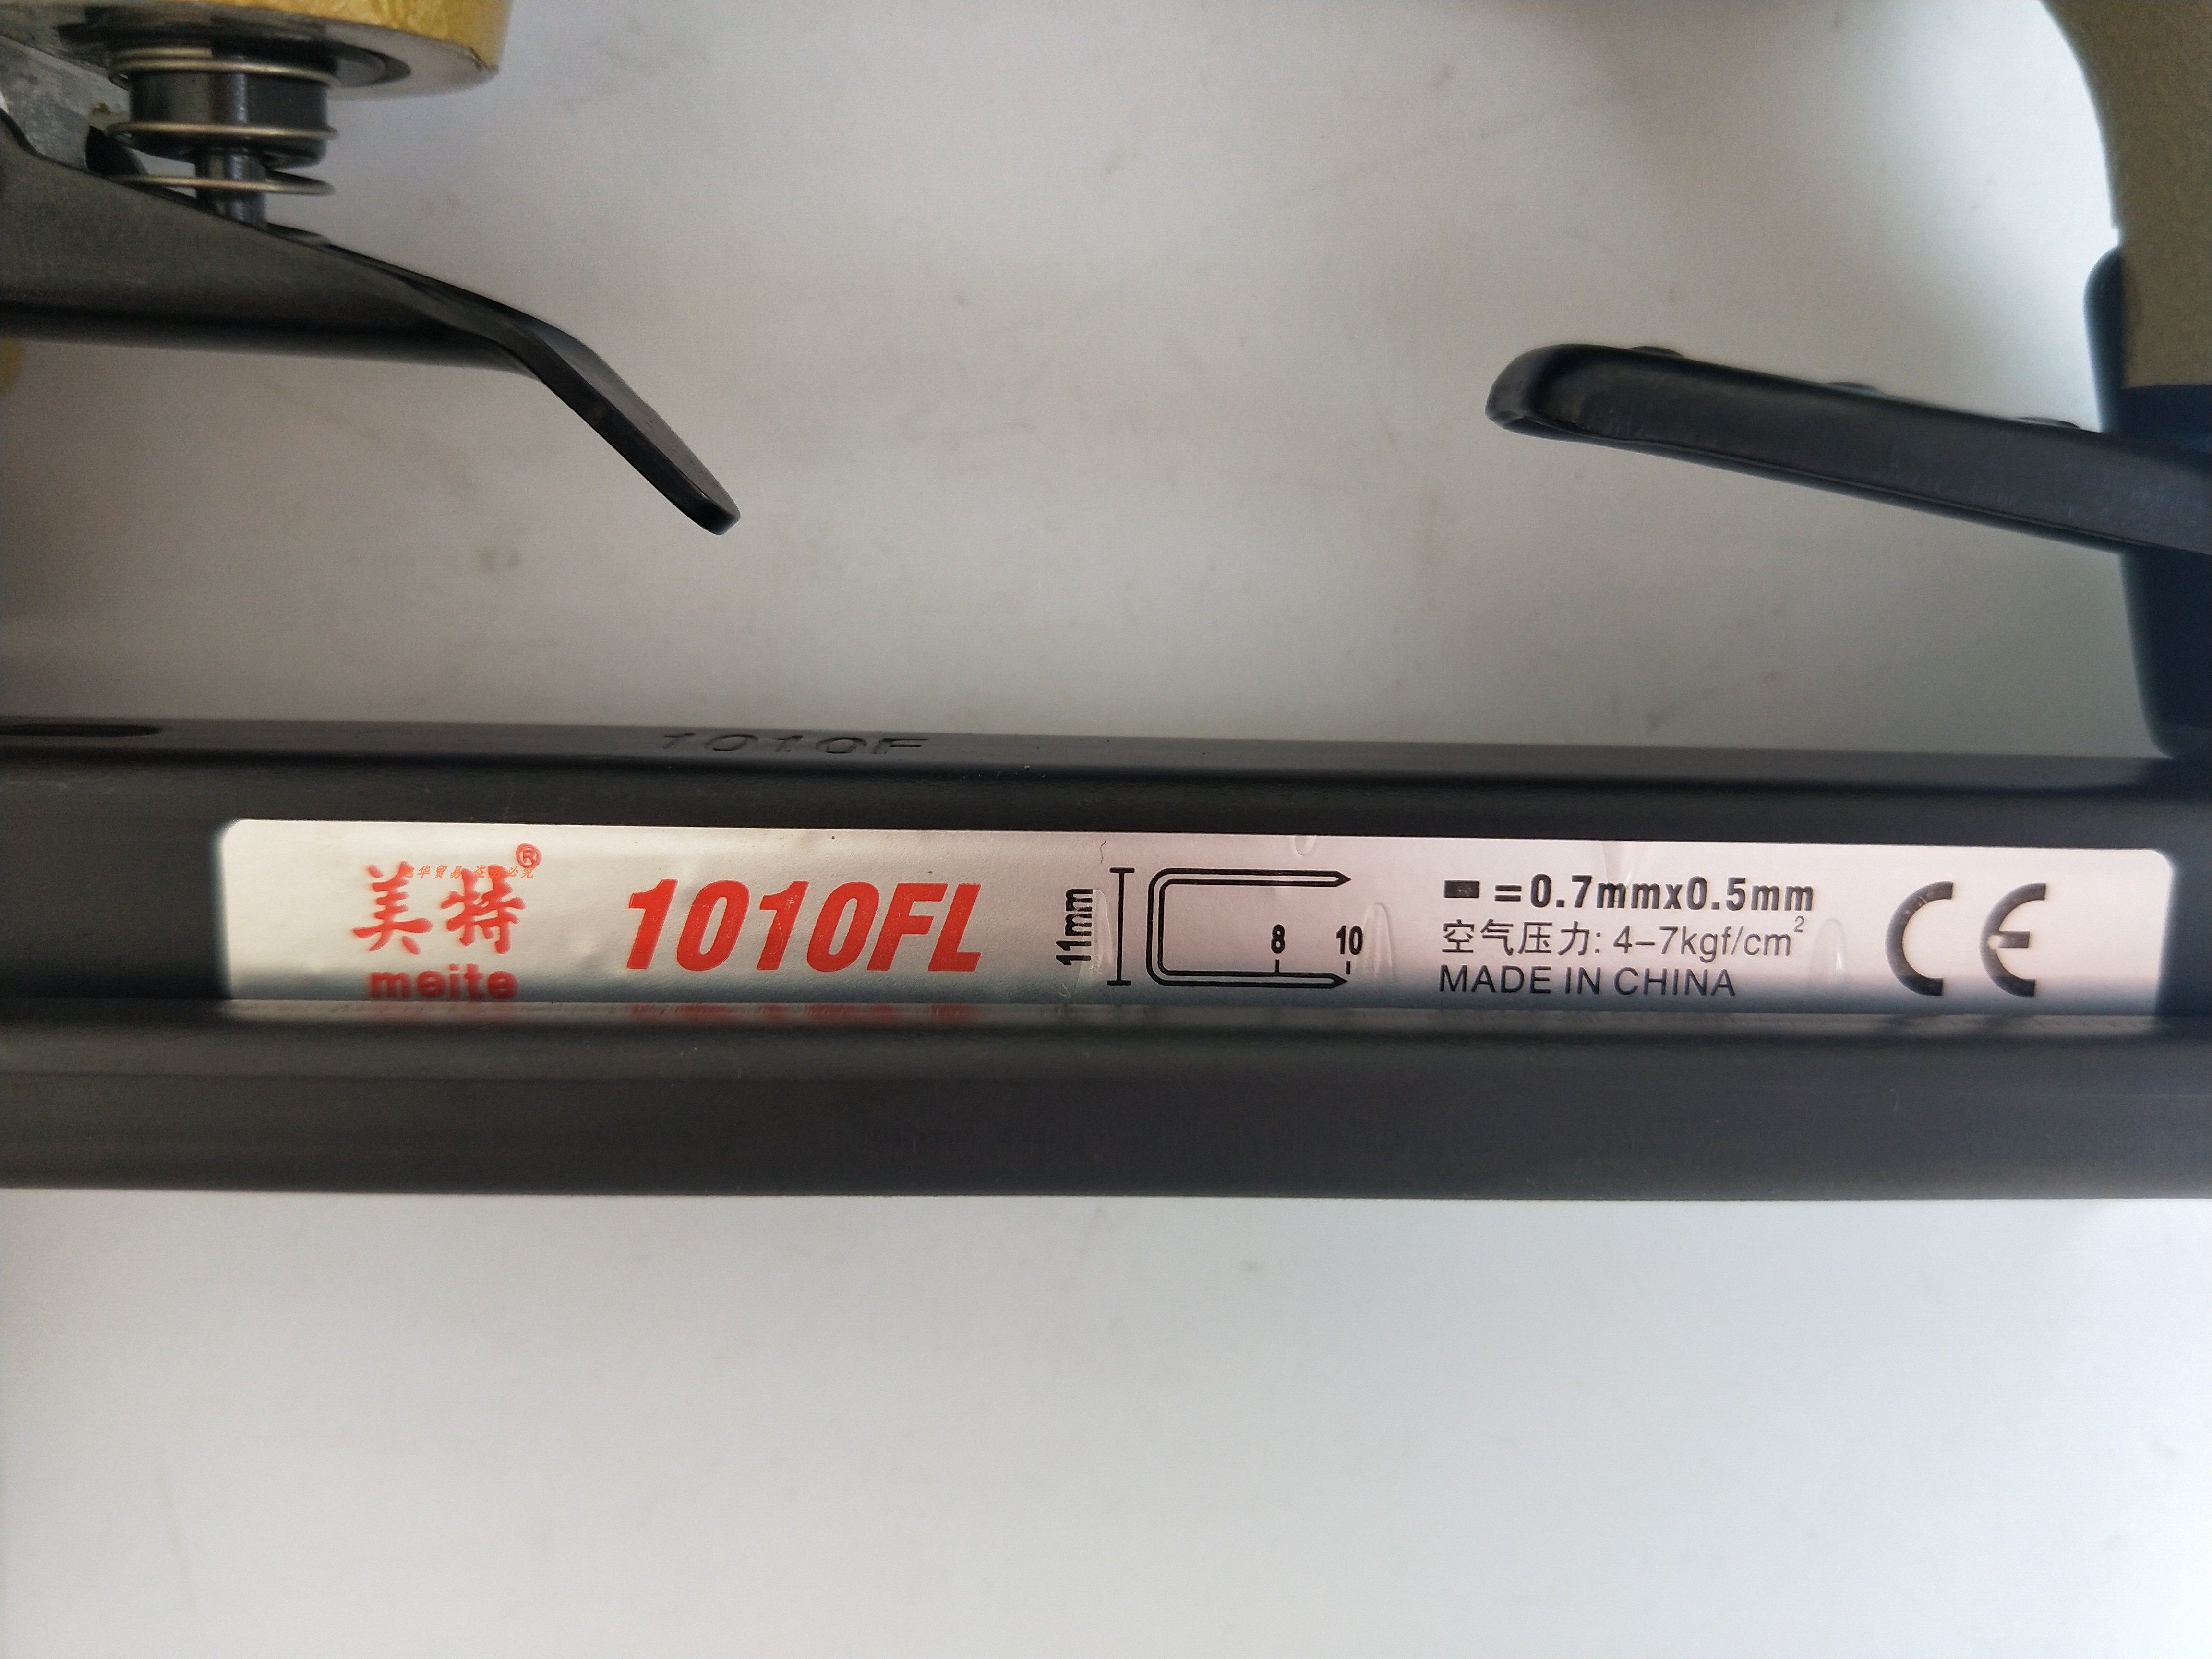 1010F
美特®
meite
1010FL
11mm
8 10
=0.7mmx0.5mm
空气压力: 4-7kgf/cm²
MADE IN CHINA
CE